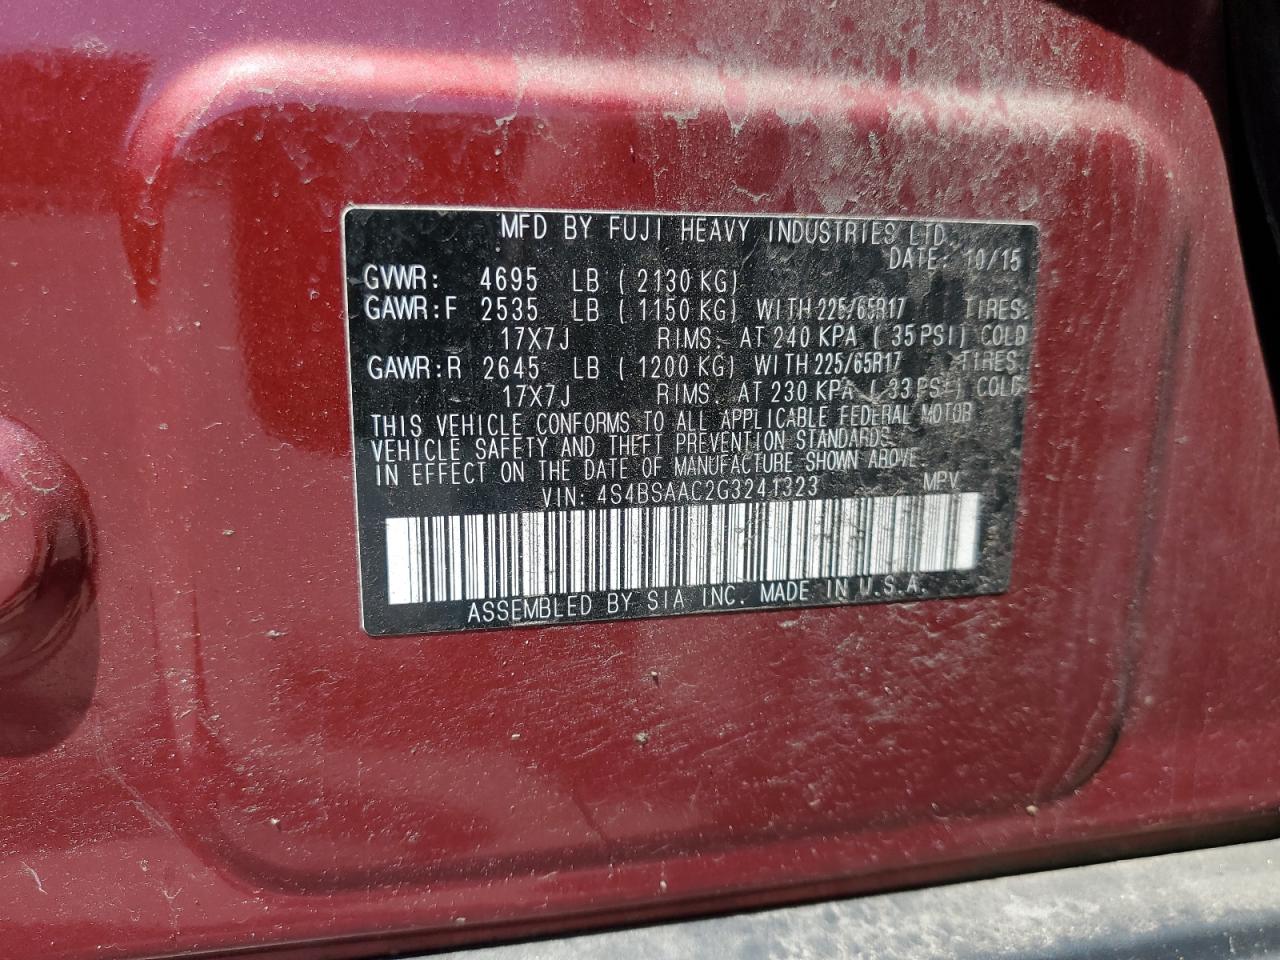 MFD BY FUJI HEAVY INDUSTRIES LTD.
DATE: 10/15
GVWR: 4695 LB ( 2130 KG)
GAWR:F 2535 LB ( 1150 KG) WITH 225/65R17 TIRES.
17X7J RIMS. AT 240 KPA ( 35 PSI) COLD
GAWR:R 2645 LB ( 1200 KG) WITH 225/65R17 TIRES.
17X7J RIMS. AT 230 KPA ( 33 PSI) COLD
THIS VEHICLE CONFORMS TO ALL APPLICABLE FEDERAL MOTOR
VEHICLE SAFETY AND THEFT PREVENTION STANDARDS
IN EFFECT ON THE DATE OF MANUFACTURE SHOWN ABOVE.
VIN: 4S4BSAAC2G3241323 MPV
ASSEMBLED BY SIA INC. MADE IN U.S.A.